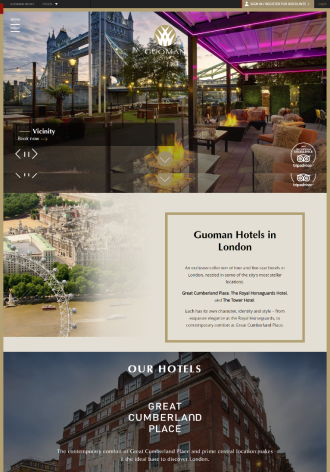 SIGN IN / REGISTER FOR DISCOUNTS
MENU
GUOMAN
Vicinity
Book now
tripadvisor
tripadvisor
Guoman Hotels in
London
An exclusive collection of four and five star hotels in
London, nestled in some of the city's most stellar
locations.
Great Cumberland Place, The Royal Horseguards Hotel,
and The Tower Hotel.
Each has its own character, identity and style - from
exquisite elegance at the Royal Horseguards, to
contemporary comfort at Great Cumberland Place.
OUR HOTELS
GREAT
CUMBERLAND
PLACE
The contemporary comfort of Great Cumberland Place and prime central location makes
it the ideal base to discover London.